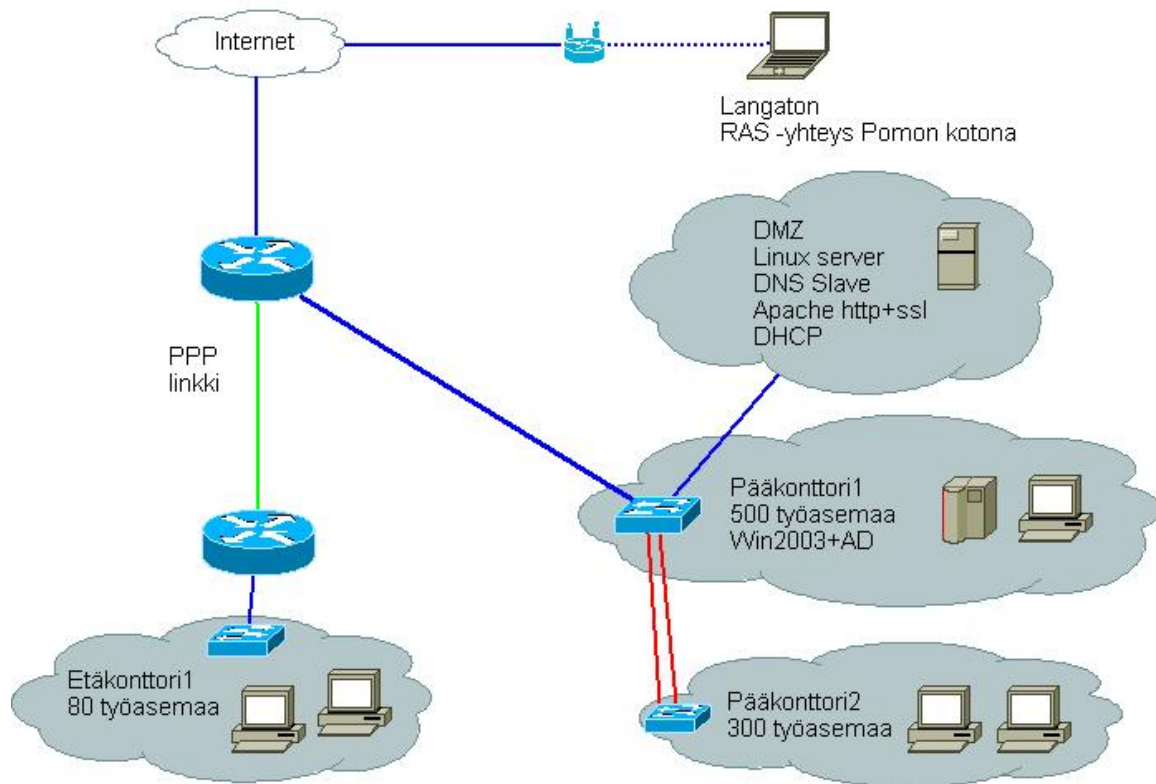 Internet
Langaton
RAS -yhteys Pomon kotona
DMZ
Linux server
DNS Slave
Apache http+ssl
DHCP
PPP
linkki
Pääkonttori1
500 työasemaa
Win2003+AD
Etäkonttori1
80 työasemaa
Pääkonttori2
300 työasemaa